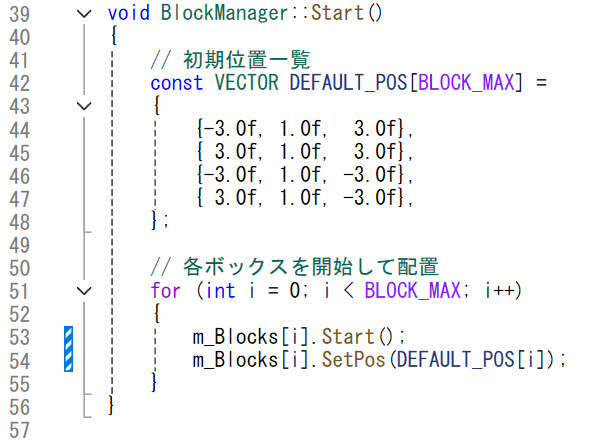 39 void BlockManager::Start()
40 {
41 // 初期位置一覧
42 const VECTOR DEFAULT_POS[BLOCK_MAX] =
43 {
44 {-3.0f, 1.0f,  3.0f},
45 { 3.0f, 1.0f,  3.0f},
46 {-3.0f, 1.0f, -3.0f},
47 { 3.0f, 1.0f, -3.0f},
48 };
49
50 // 各ボックスを開始して配置
51 for (int i = 0; i < BLOCK_MAX; i++)
52 {
53 m_Blocks[i].Start();
54 m_Blocks[i].SetPos(DEFAULT_POS[i]);
55 }
56 }
57